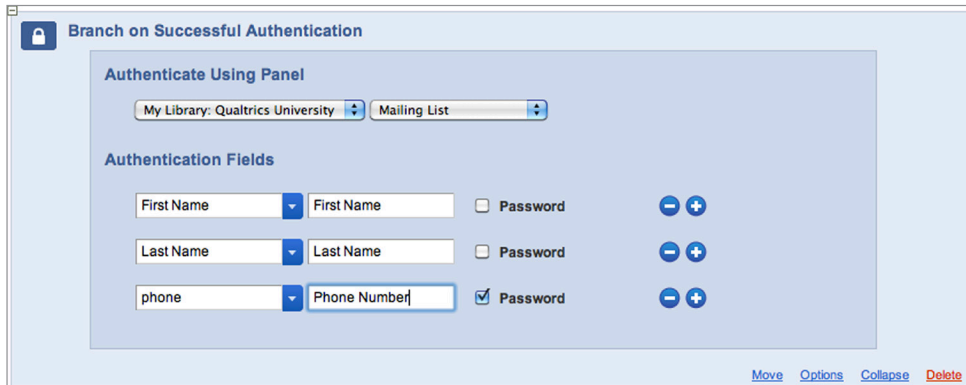 Branch on Successful Authentication
Authenticate Using Panel
My Library: Qualtrics University Mailing List
Authentication Fields
First Name First Name Password
Last Name Last Name Password
phone Phone Number Password
Move Options Collapse Delete